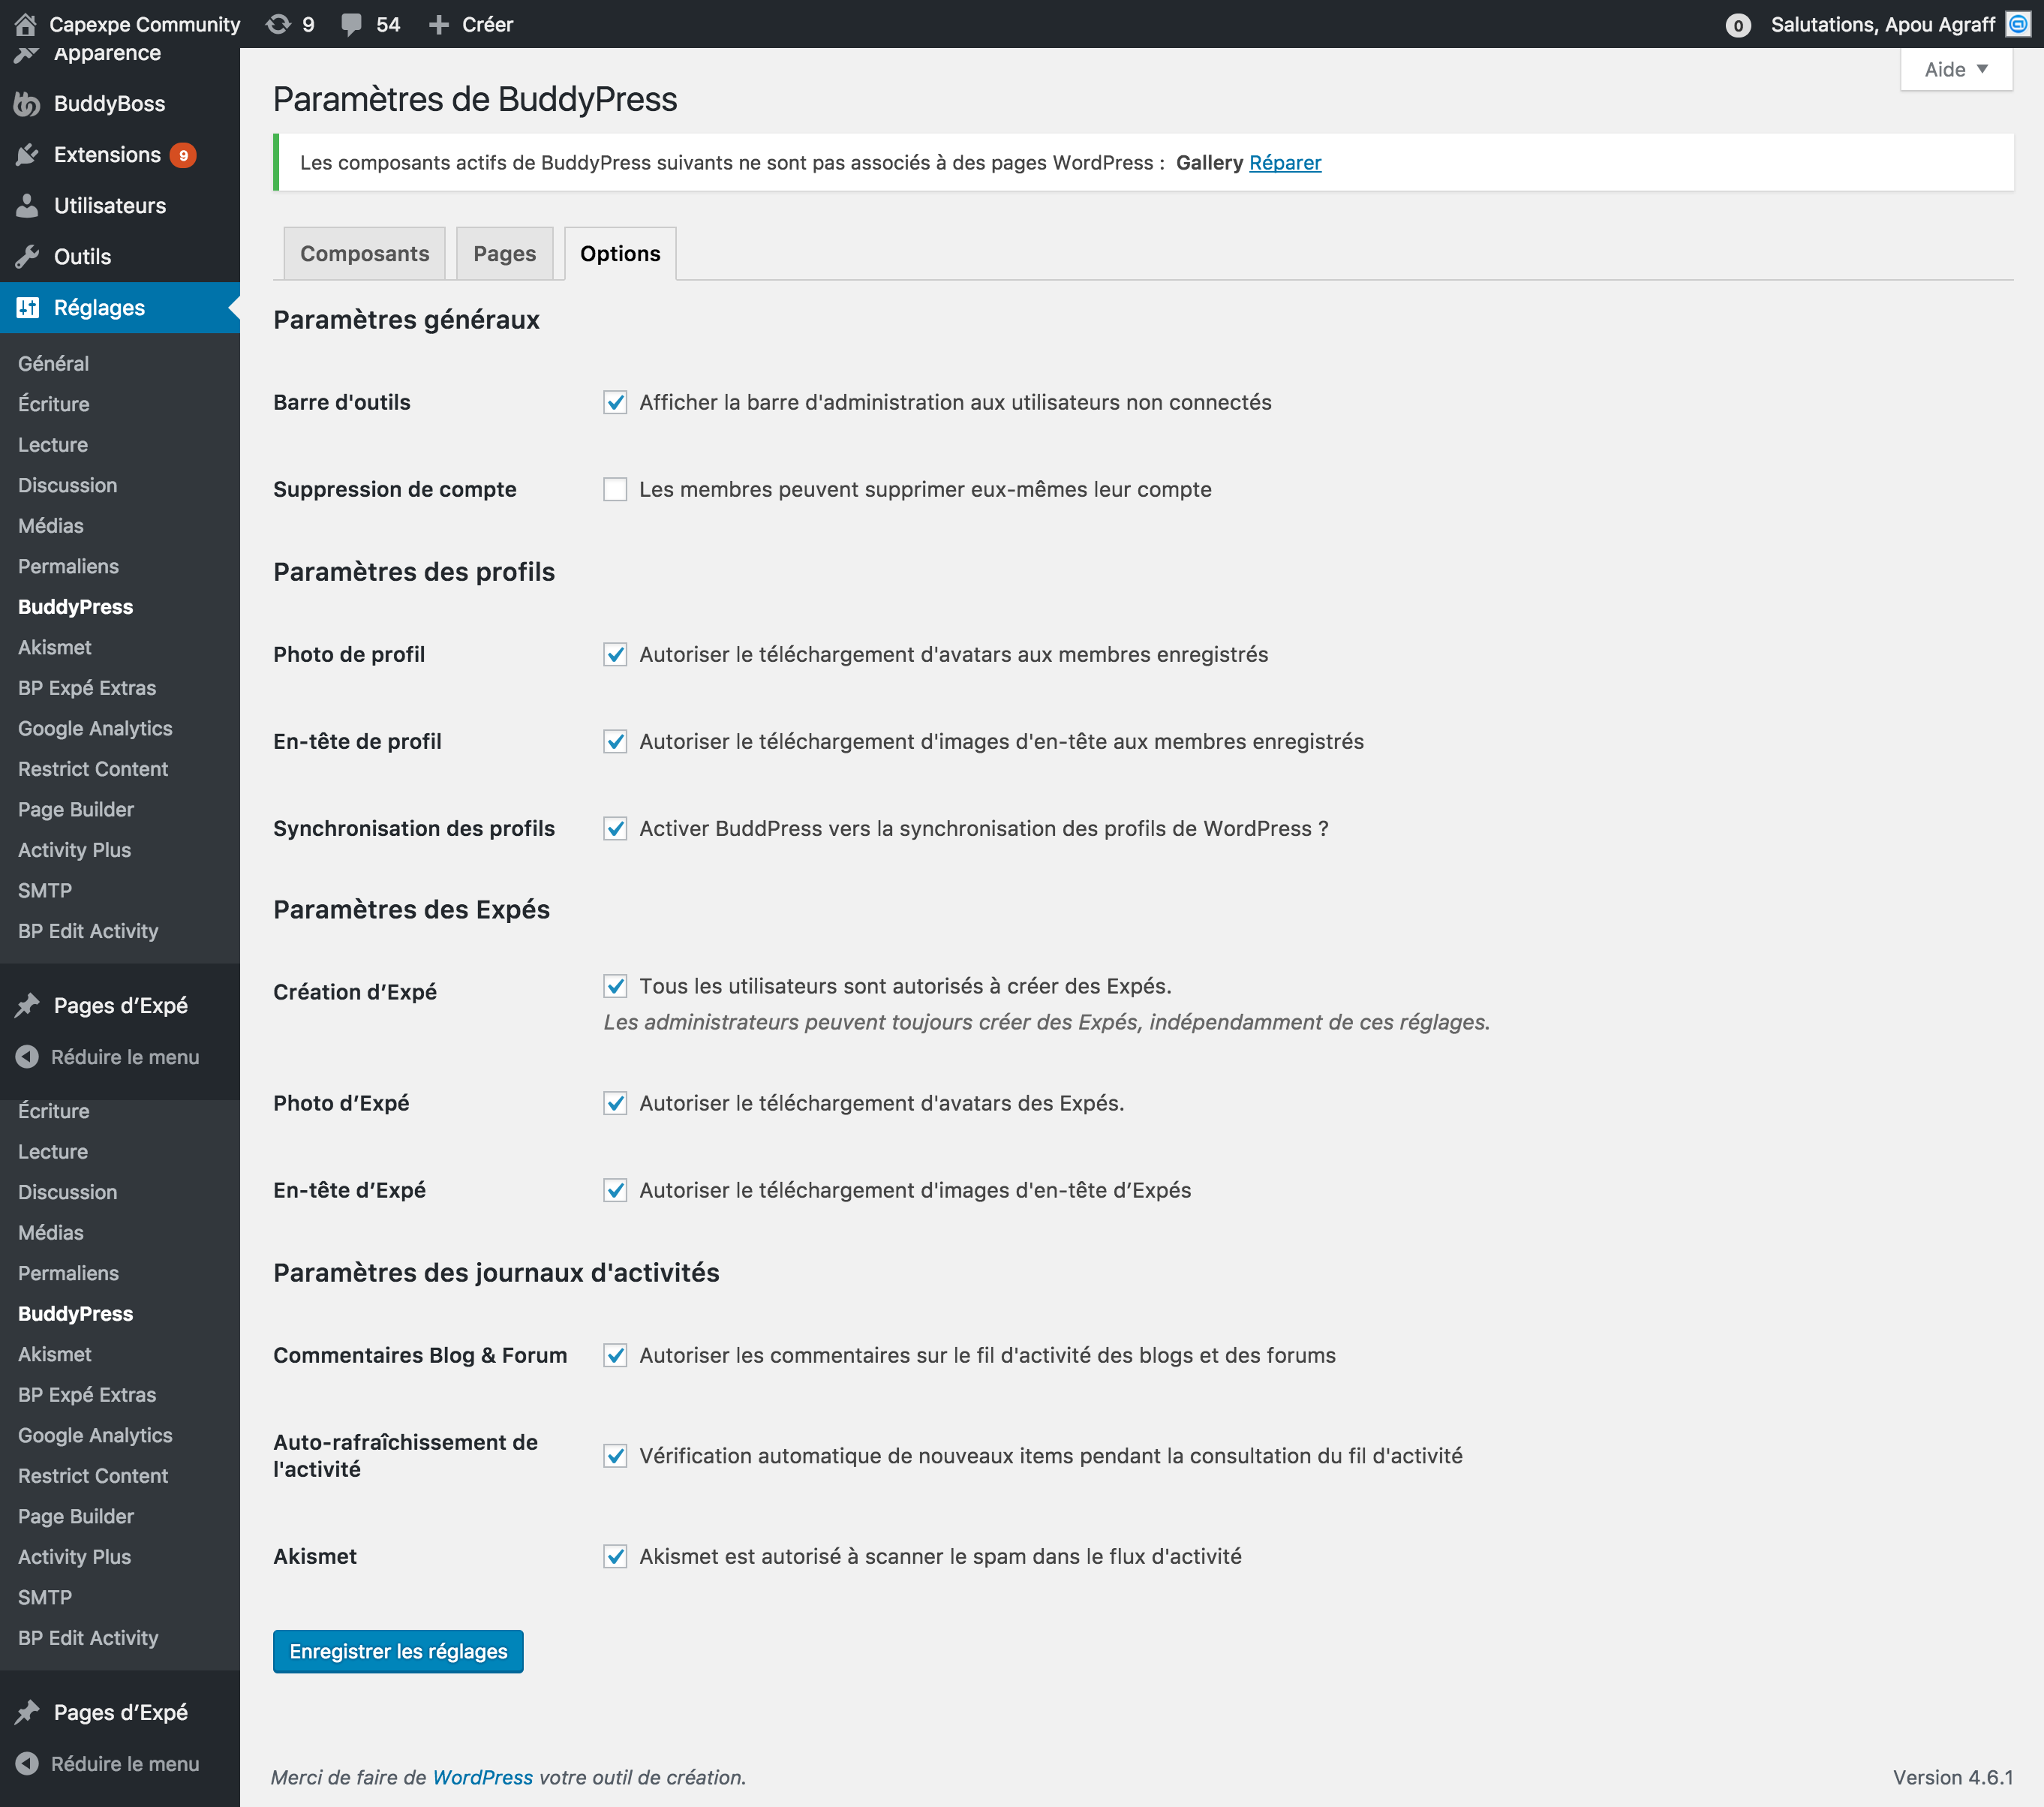 Capexpe Community 9 54 Créer 0 Salutations, Apou Agraff
Apparence
BuddyBoss
Extensions 9
Utilisateurs
Outils
Réglages
Général
Écriture
Lecture
Discussion
Médias
Permaliens
BuddyPress
Akismet
BP Expé Extras
Google Analytics
Restrict Content
Page Builder
Activity Plus
SMTP
BP Edit Activity
Pages d’Expé
Réduire le menu
Écriture
Lecture
Discussion
Médias
Permaliens
BuddyPress
Akismet
BP Expé Extras
Google Analytics
Restrict Content
Page Builder
Activity Plus
SMTP
BP Edit Activity
Pages d’Expé
Réduire le menu
Aide
Paramètres de BuddyPress
Les composants actifs de BuddyPress suivants ne sont pas associés à des pages WordPress : Gallery Réparer
Composants Pages Options
Paramètres généraux
Barre d'outils Afficher la barre d'administration aux utilisateurs non connectés
Suppression de compte Les membres peuvent supprimer eux-mêmes leur compte
Paramètres des profils
Photo de profil Autoriser le téléchargement d'avatars aux membres enregistrés
En-tête de profil Autoriser le téléchargement d'images d'en-tête aux membres enregistrés
Synchronisation des profils Activer BuddPress vers la synchronisation des profils de WordPress ?
Paramètres des Expés
Création d’Expé Tous les utilisateurs sont autorisés à créer des Expés.
Les administrateurs peuvent toujours créer des Expés, indépendamment de ces réglages.
Photo d’Expé Autoriser le téléchargement d'avatars des Expés.
En-tête d’Expé Autoriser le téléchargement d'images d'en-tête d’Expés
Paramètres des journaux d'activités
Commentaires Blog & Forum Autoriser les commentaires sur le fil d'activité des blogs et des forums
Auto-rafraîchissement de
l'activité Vérification automatique de nouveaux items pendant la consultation du fil d'activité
Akismet Akismet est autorisé à scanner le spam dans le flux d'activité
Enregistrer les réglages
Merci de faire de WordPress votre outil de création. Version 4.6.1